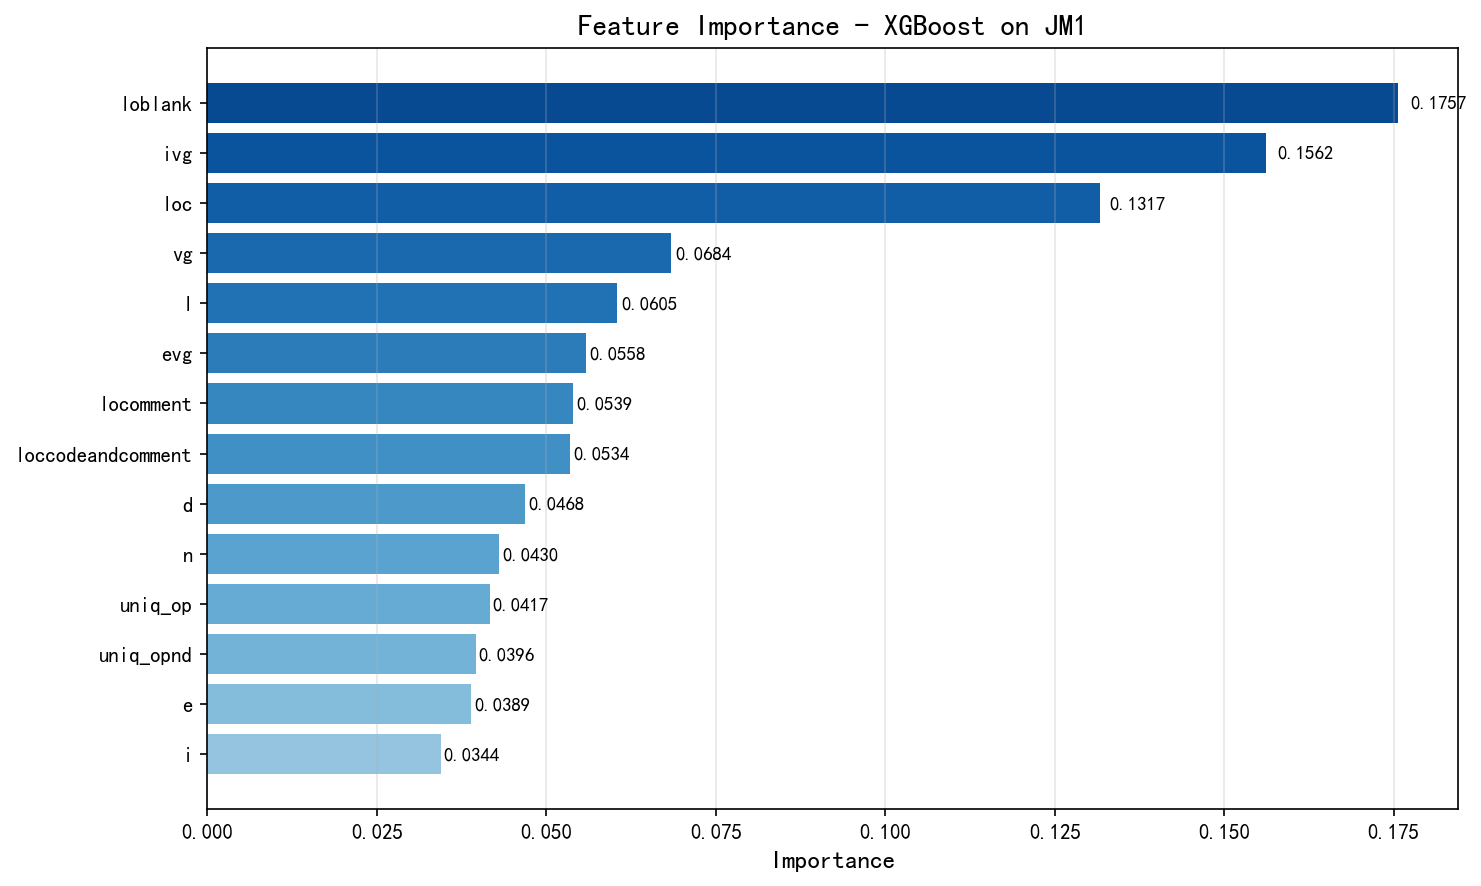 Feature Importance - XGBoost on JM1
loblank 0.1757
ivg 0.1562
loc 0.1317
vg 0.0684
l 0.0605
evg 0.0558
locomment 0.0539
loccodeandcomment 0.0534
d 0.0468
n 0.0430
uniq_op 0.0417
uniq_opnd 0.0396
e 0.0389
i 0.0344
0.000 0.025 0.050 0.075 0.100 0.125 0.150 0.175
Importance